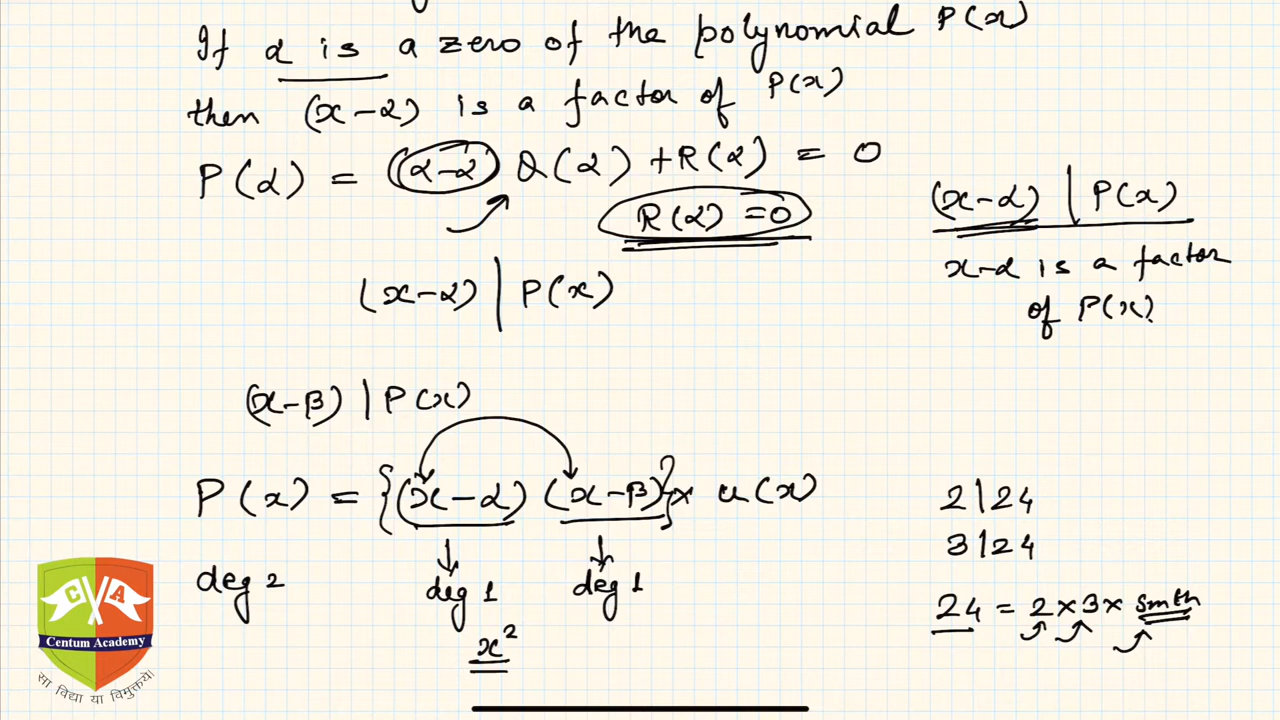 If α is a zero of the polynomial P(x)
then (x-α) is a factor of P(x)
P(α) = (α-α) Q(α) + R(α) = 0
R(α) = 0
(x-α) | P(x)
(x-α) | P(x)
x-α is a factor
of P(x)
(x-β) | P(x)
P(x) = {(x-α) (x-β)} × u(x)
deg 2
deg 1
deg 1
x²
2|24
3|24
24 = 2×3× smth
C A
Centum Academy
सा विद्या या विमुक्तये।